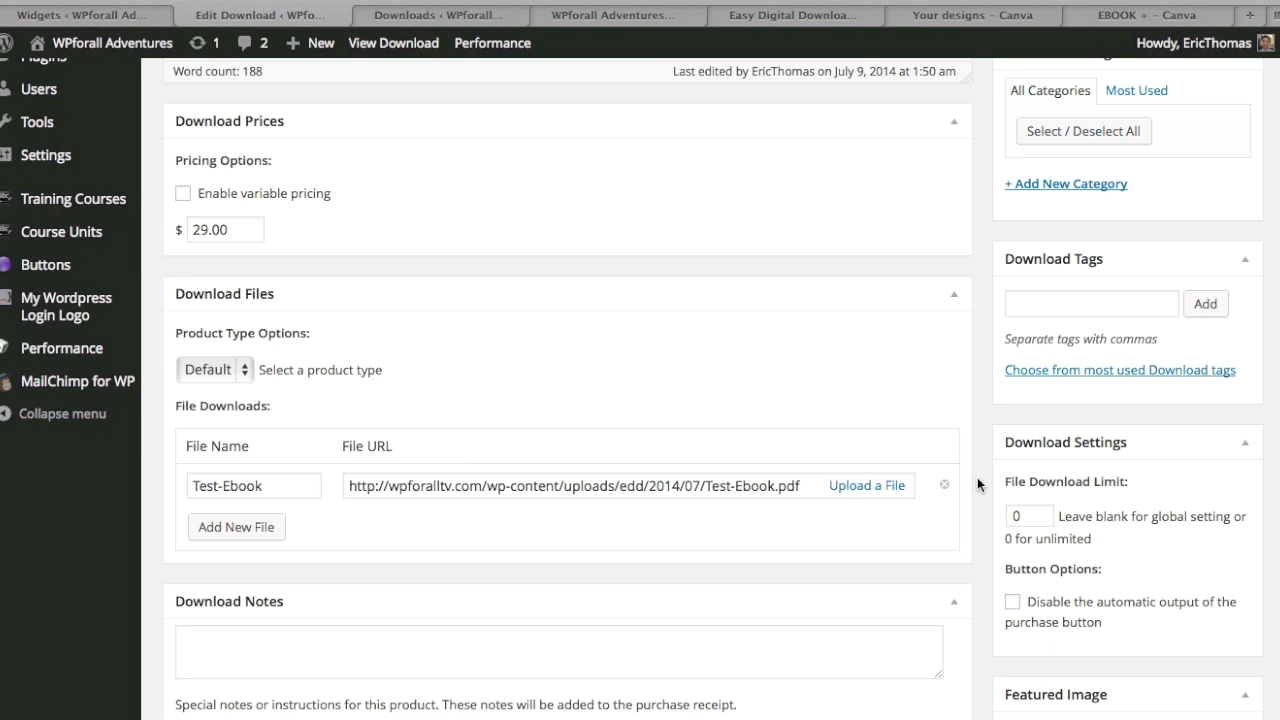 Widgets ‹ WPforall Ad...
Edit Download ‹ WPfo...
Downloads ‹ WPforall...
WPforall Adventures...
Easy Digital Downloa...
Your designs – Canva
EBOOK + – Canva
WPforall Adventures
1
2
New
View Download
Performance
Howdy, EricThomas
Plugins
Users
Tools
Settings
Training Courses
Course Units
Buttons
My Wordpress
Login Logo
Performance
MailChimp for WP
Collapse menu
Word count: 188
Last edited by EricThomas on July 9, 2014 at 1:50 am
Download Prices
Pricing Options:
Enable variable pricing
$ 29.00
Download Files
Product Type Options:
Default Select a product type
File Downloads:
File Name File URL
Test-Ebook http://wpforalltv.com/wp-content/uploads/edd/2014/07/Test-Ebook.pdf Upload a File
Add New File
Download Notes
Special notes or instructions for this product. These notes will be added to the purchase receipt.
All Categories Most Used
Select / Deselect All
+ Add New Category
Download Tags
Add
Separate tags with commas
Choose from most used Download tags
Download Settings
File Download Limit:
0 Leave blank for global setting or
0 for unlimited
Button Options:
Disable the automatic output of the
purchase button
Featured Image